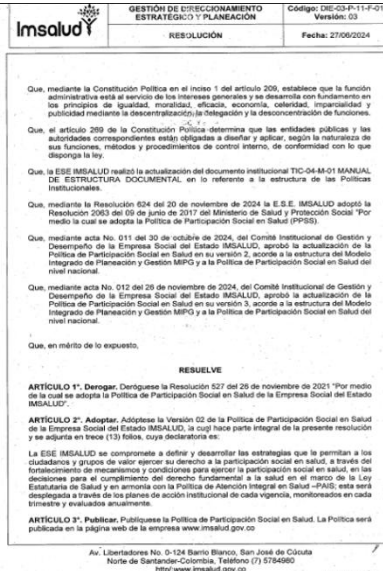 Imsalud
GESTIÓN DE DIRECCIONAMIENTO
ESTRATÉGICO Y PLANEACIÓN
Código: DIE-03-P-11-F-01
Versión: 03
RESOLUCIÓN
Fecha: 27/06/2024
Que, mediante la Constitución Política en el inciso 1 del artículo 209, establece que la función
administrativa está al servicio de los intereses generales y se desarrolla con fundamento en
los principios de igualdad, moralidad, eficacia, economía, celeridad, imparcialidad y
publicidad mediante la descentralización, la delegación y la desconcentración de funciones.
Que, el artículo 269 de la Constitución Política determina que las entidades públicas y las
autoridades correspondientes están obligadas a diseñar y aplicar, según la naturaleza de
sus funciones, métodos y procedimientos de control interno, de conformidad con lo que
disponga la ley.
Que, la ESE IMSALUD realizó la actualización del documento institucional TIC-04-M-01 MANUAL
DE ESTRUCTURA DOCUMENTAL en lo referente a la estructura de las Políticas
Institucionales.
Que, mediante la Resolución 624 del 20 de noviembre de 2024 la E.S.E. IMSALUD adoptó la
Resolución 2063 del 09 de junio de 2017 del Ministerio de Salud y Protección Social "Por
medio la cual se adopta la Política de Participación Social en Salud (PPSS).
Que, mediante acta No. 011 del 30 de octubre de 2024, del Comité Institucional de Gestión y
Desempeño de la Empresa Social del Estado IMSALUD, aprobó la actualización de la
Política de Participación Social en Salud en su versión 2, acorde a la estructura del Modelo
Integrado de Planeación y Gestión MIPG y a la Política de Participación Social en Salud del
nivel nacional.
Que, mediante acta No. 012 del 26 de noviembre de 2024, del Comité Institucional de Gestión y
Desempeño de la Empresa Social del Estado IMSALUD, aprobó la actualización de la
Política de Participación Social en Salud en su versión 3, acorde a la estructura del Modelo
Integrado de Planeación y Gestión MIPG y a la Política de Participación Social en Salud del
nivel nacional.
Que, en mérito de lo expuesto,
RESUELVE
ARTÍCULO 1°. Derogar. Deróguese la Resolución 527 del 26 de noviembre de 2021 "Por medio
de la cual se adopta la Política de Participación Social en Salud de la Empresa Social del Estado
IMSALUD".
ARTÍCULO 2°. Adoptar. Adóptese la Versión 02 de la Política de Participación Social en Salud
de la Empresa Social del Estado IMSALUD, la cual hace parte integral de la presente resolución
y se adjunta en trece (13) folios, cuya declaratoria es:
La ESE IMSALUD se compromete a definir y desarrollar las estrategias que le permitan a los
ciudadanos y grupos de valor ejercer su derecho a la participación social en salud, a través del
fortalecimiento de mecanismos y condiciones para ejercer la participación social en salud, en las
decisiones para el cumplimiento del derecho fundamental a la salud en el marco de la Ley
Estatutaria de Salud y en armonía con la Política de Atención Integral en Salud –PAIS; esta será
desplegada a través de los planes de acción institucional de cada vigencia, monitoreados en cada
trimestre y evaluados anualmente.
ARTÍCULO 3°. Publicar. Publíquese la Política de Participación Social en Salud. La Política será
publicada en la página web de la empresa www.imsalud.gov.co
Av. Libertadores No. 0-124 Barrio Blanco, San José de Cúcuta
Norte de Santander-Colombia, Teléfono (7) 5784980
http:www.imsalud.gov.co